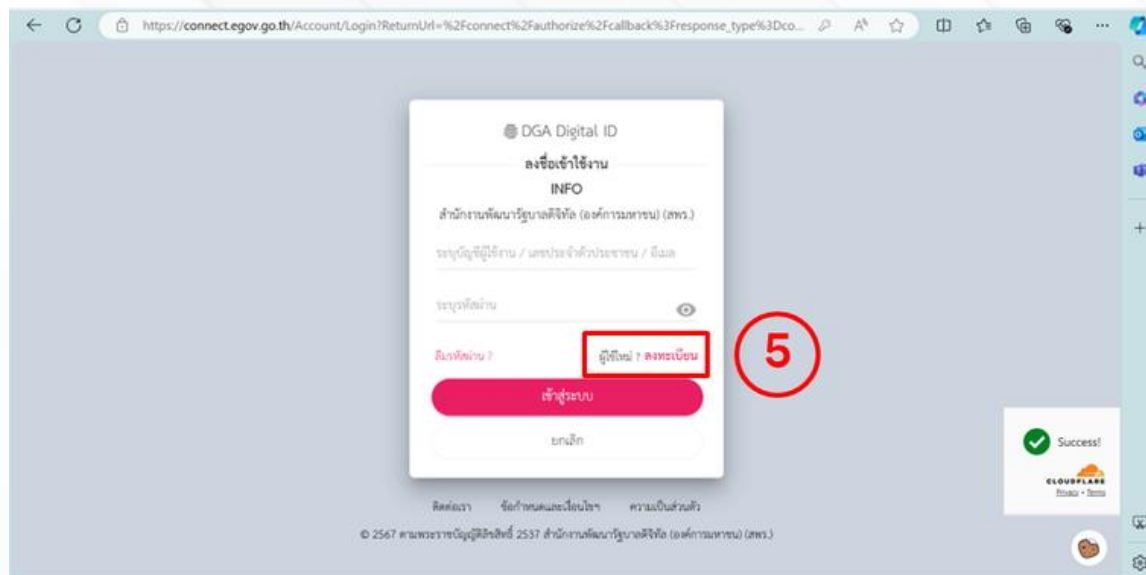 https://connect.egov.go.th/Account/Login?ReturnUrl=%2Fconnect%2Fauthorize%2Fcallback%3Fresponse_type%3Dco...
DGA Digital ID
ลงชื่อเข้าใช้งาน
INFO
สำนักงานพัฒนารัฐบาลดิจิทัล (องค์การมหาชน) (สพร.)
ระบุบัญชีผู้ใช้งาน / เลขประจำตัวประชาชน / อีเมล
ระบุรหัสผ่าน
ลืมรหัสผ่าน ? ผู้ใช้ใหม่ ? ลงทะเบียน
5
เข้าสู่ระบบ
ยกเลิก
Success!
CLOUDFLARE
Privacy • Terms
ติดต่อเรา ข้อกำหนดและเงื่อนไขฯ ความเป็นส่วนตัว
© 2567 ตามพระราชบัญญัติลิขสิทธิ์ 2537 สำนักงานพัฒนารัฐบาลดิจิทัล (องค์การมหาชน) (สพร.)